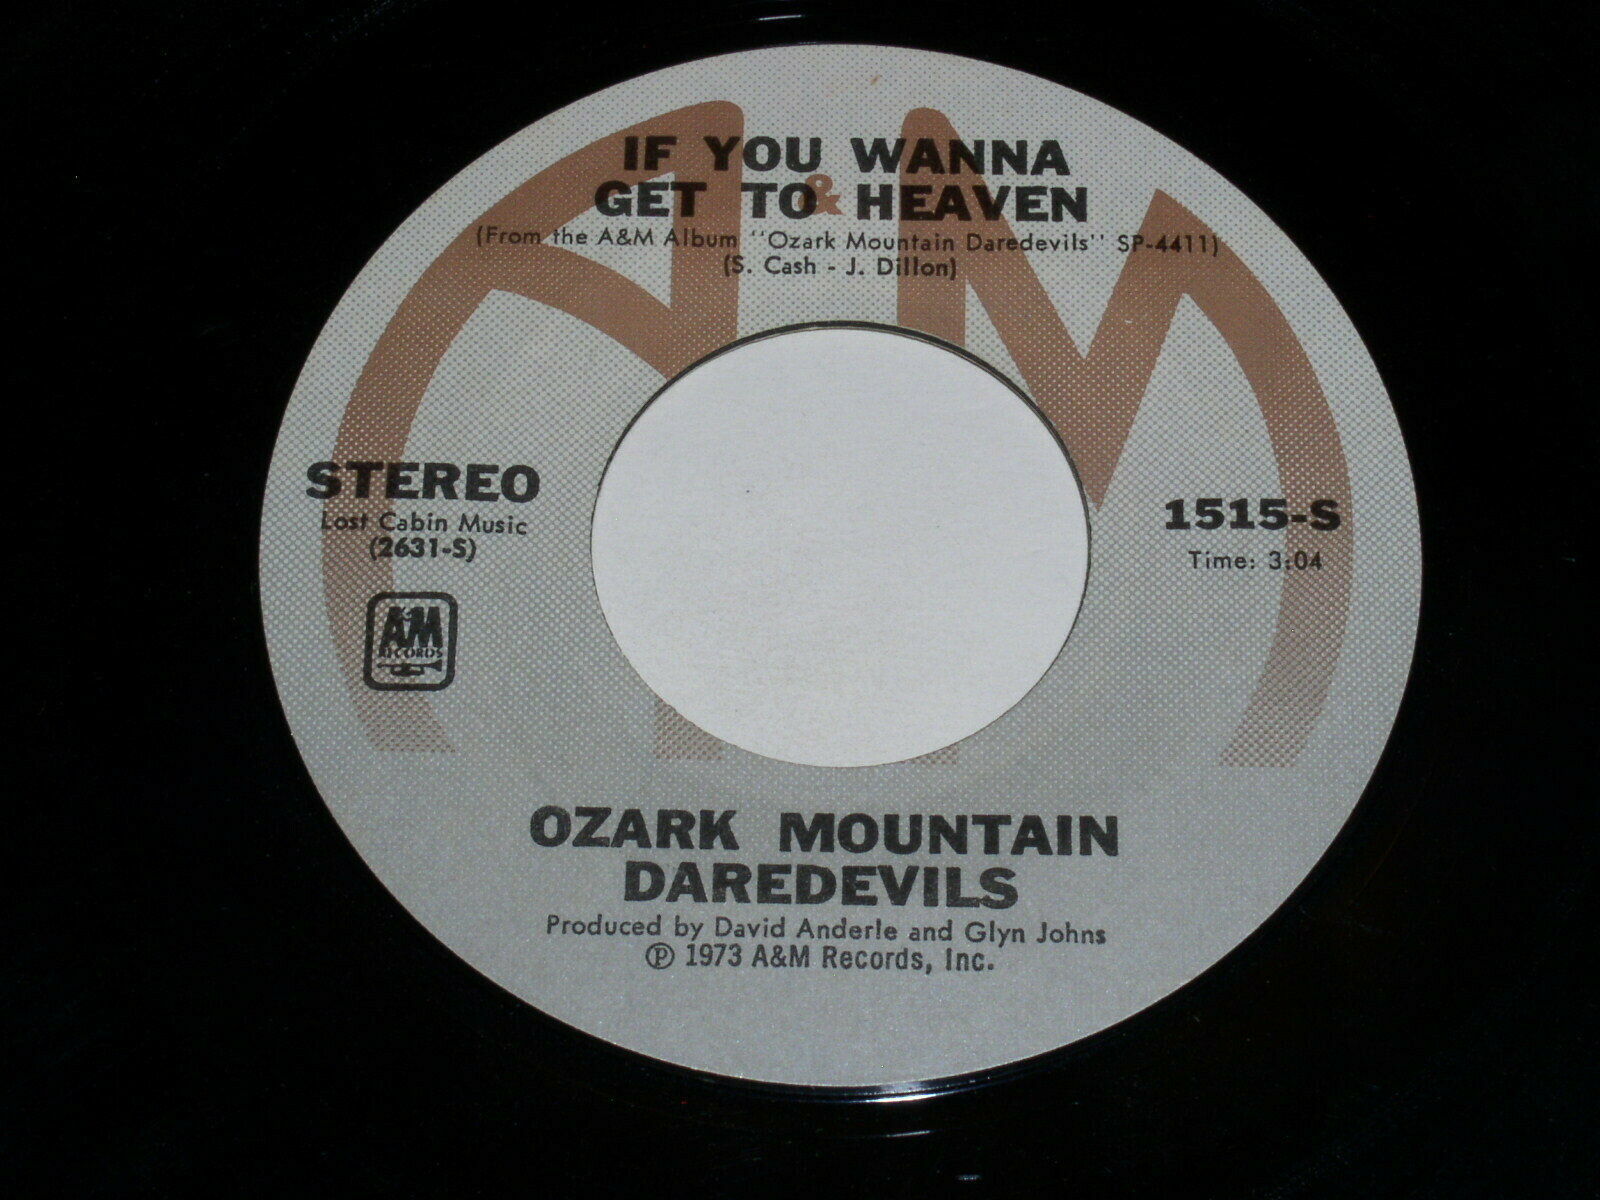 IF YOU WANNA
GET TO HEAVEN
(From the A&M Album "Ozark Mountain Daredevils" SP-4411)
(S. Cash - J. Dillon)
A&M
STEREO
Lost Cabin Music
(2631-S)
A&M
RECORDS
1515-S
Time: 3:04
OZARK MOUNTAIN
DAREDEVILS
Produced by David Anderle and Glyn Johns
℗ 1973 A&M Records, Inc.